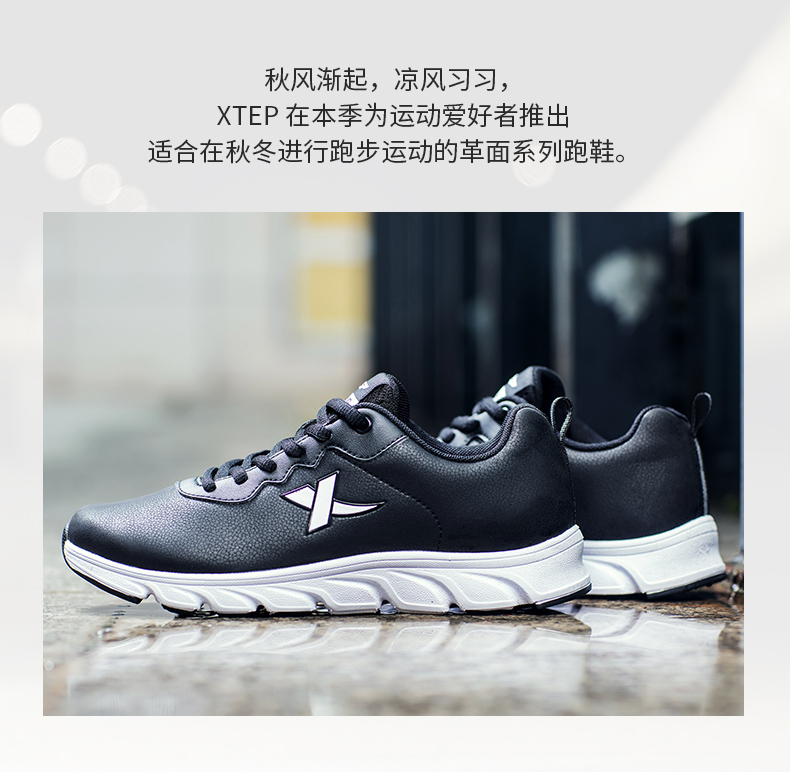 秋风渐起，凉风习习，
XTEP 在本季为运动爱好者推出
适合在秋冬进行跑步运动的革面系列跑鞋。